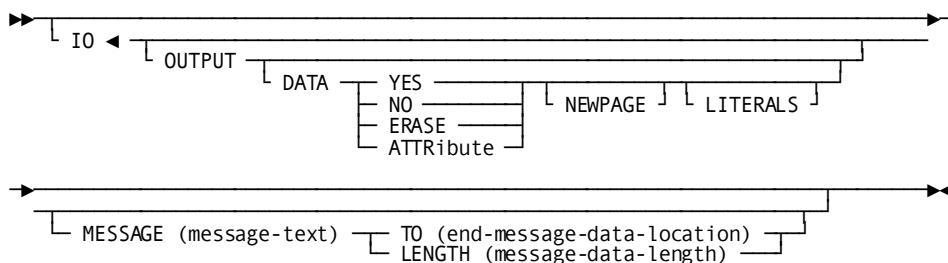 IO
OUTPUT
DATA YES
NO NEWPAGE LITERALS
ERASE
ATTRibute
MESSAGE (message-text) TO (end-message-data-location)
LENGTH (message-data-length)